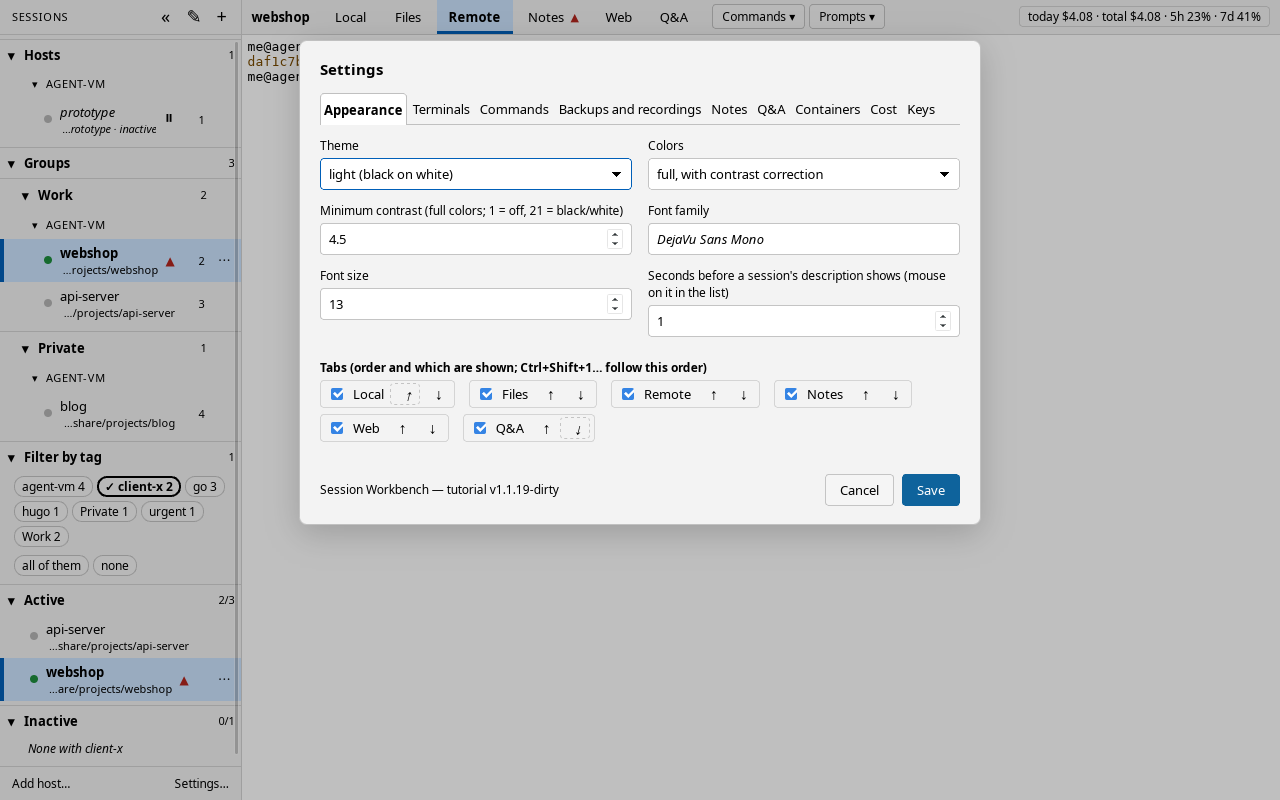 SESSIONS « ✎ +
webshop Local Files Remote Notes ▲ Web Q&A Commands ▾ Prompts ▾ today $4.08 · total $4.08 · 5h 23% · 7d 41%
▼ Hosts 1
▾ AGENT-VM
prototype ⏸ 1
...rototype · inactive
▼ Groups 3
▼ Work 2
▾ AGENT-VM
webshop ▲ 2 ...
...rojects/webshop
api-server 3
.../projects/api-server
▼ Private 1
▾ AGENT-VM
blog 4
...share/projects/blog
▼ Filter by tag 1
agent-vm 4 ✓ client-x 2 go 3
hugo 1 Private 1 urgent 1
Work 2
all of them none
▼ Active 2/3
api-server
...share/projects/api-server
webshop ▲ ...
...are/projects/webshop
▼ Inactive 0/1
None with client-x
Add host... Settings...
me@agen
daf1c7b
me@agen
Settings
Appearance Terminals Commands Backups and recordings Notes Q&A Containers Cost Keys
Theme
light (black on white)
Colors
full, with contrast correction
Minimum contrast (full colors; 1 = off, 21 = black/white)
4.5
Font family
DejaVu Sans Mono
Font size
13
Seconds before a session's description shows (mouse
on it in the list)
1
Tabs (order and which are shown; Ctrl+Shift+1... follow this order)
Local ↑ ↓ Files ↑ ↓ Remote ↑ ↓ Notes ↑ ↓
Web ↑ ↓ Q&A ↑ ↓
Session Workbench — tutorial v1.1.19-dirty
Cancel Save